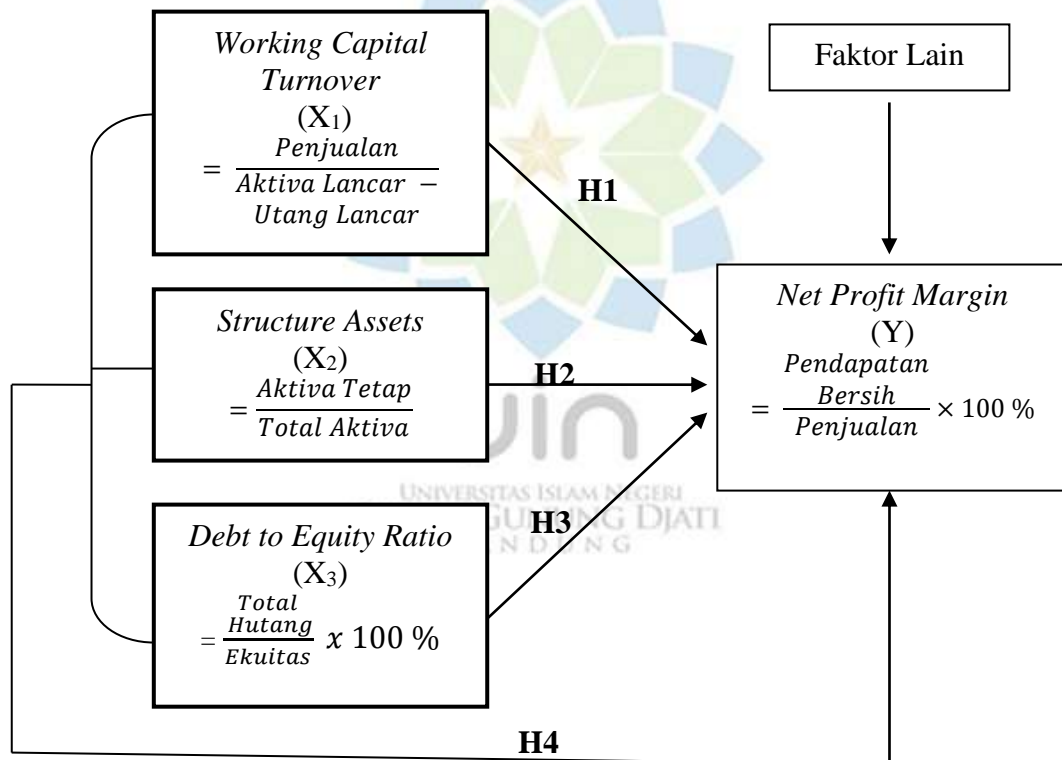 Working Capital
Turnover
(X₁)
= Penjualan
Aktiva Lancar −
Utang Lancar
Faktor Lain
H1
Structure Assets
(X₂)
= Aktiva Tetap
Total Aktiva
H2
Net Profit Margin
(Y)
Pendapatan
= Bersih × 100 %
Penjualan
UNIVERSITAS ISLAM NEGERI
GUNUNG DJATI
Debt to Equity Ratio
(X₃)
Total
= Hutang x 100 %
Ekuitas
H3
H4